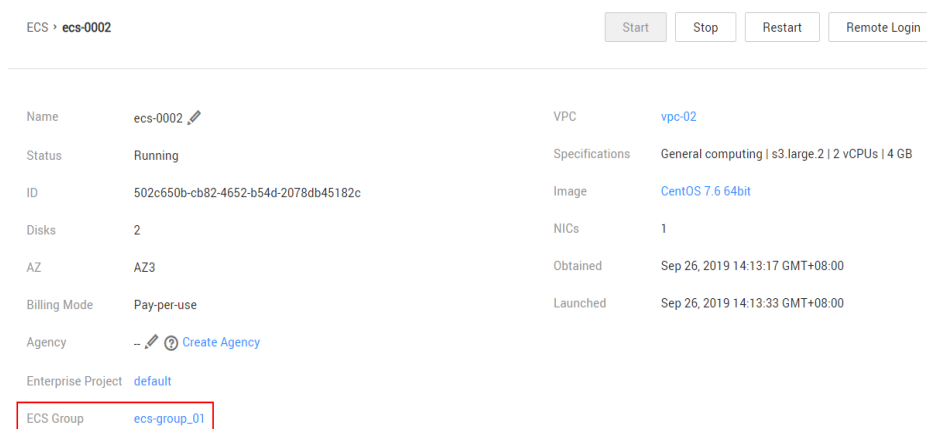 ECS > ecs-0002
Start Stop Restart Remote Login
Name ecs-0002
Status Running
ID 502c650b-cb82-4652-b54d-2078db45182c
Disks 2
AZ AZ3
Billing Mode Pay-per-use
Agency -- ? Create Agency
Enterprise Project default
ECS Group ecs-group_01
VPC vpc-02
Specifications General computing | s3.large.2 | 2 vCPUs | 4 GB
Image CentOS 7.6 64bit
NICs 1
Obtained Sep 26, 2019 14:13:17 GMT+08:00
Launched Sep 26, 2019 14:13:33 GMT+08:00